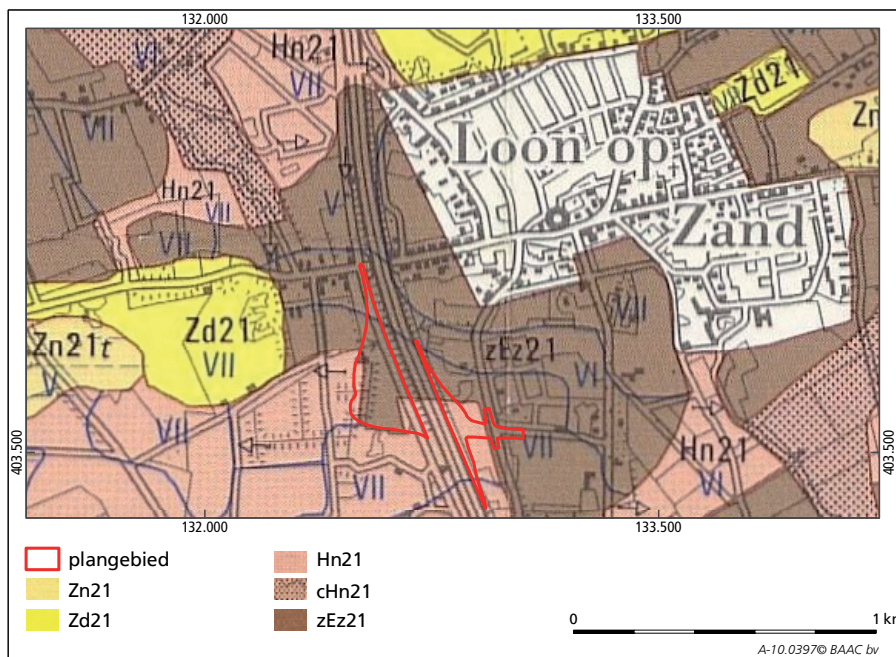 132.000 133.500
VI Hn21 VII Zd21 VII
VII Zn
Loon op
Hn21 VII V
VII Zand
Zd21 VII VII
Zn21t zEz21
V VI
VII VII Hn21
403.500 403.500
VII VI
132.000 133.500
plangebied Hn21
Zn21 cHn21
Zd21 zEz21
0 1 km
A-10.0397© BAAC bv